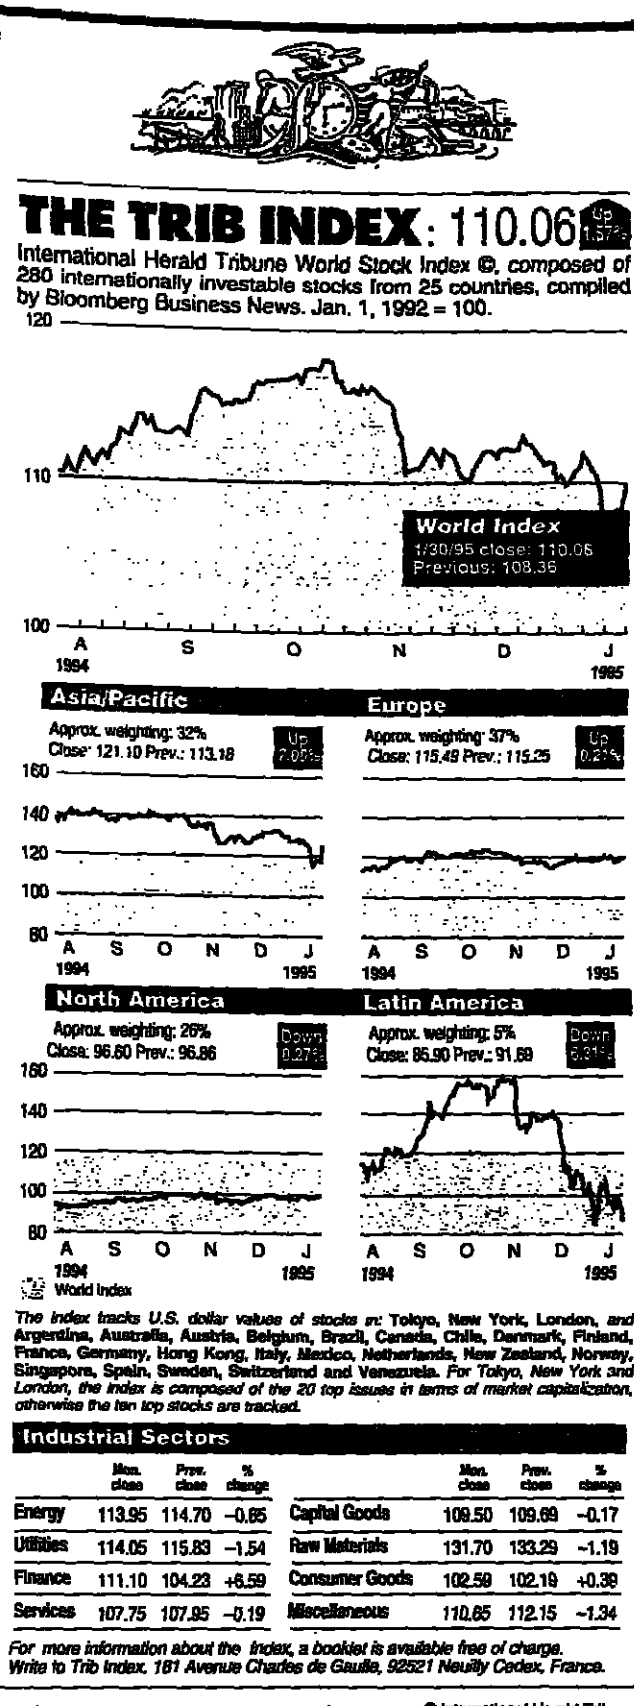 THE TRIB INDEX: 110.06 Up 1.57%
International Herald Tribune World Stock Index ©, composed of
280 internationally investable stocks from 25 countries, compiled
by Bloomberg Business News. Jan. 1, 1992 = 100.
120
110
World Index
1/30/95 close: 110.06
Previous: 108.36
100
A S O N D J
1994 1995
Asia/Pacific
Approx. weighting: 32%
Close: 121.10 Prev.: 113.18
Up
7.00%
160
140
120
100
80
A S O N D J
1994 1995
Europe
Approx. weighting: 37%
Close: 115.49 Prev.: 115.25
Up
0.21%
A S O N D J
1994 1995
North America
Approx. weighting: 26%
Close: 96.60 Prev.: 96.86
Down
0.27%
160
140
120
100
80
A S O N D J
1994 1995
Latin America
Approx. weighting: 5%
Close: 85.90 Prev.: 91.69
Down
6.31%
A S O N D J
1994 1995
World Index
The index tracks U.S. dollar values of stocks in: Tokyo, New York, London, and
Argentina, Australia, Austria, Belgium, Brazil, Canada, Chile, Denmark, Finland,
France, Germany, Hong Kong, Italy, Mexico, Netherlands, New Zealand, Norway,
Singapore, Spain, Sweden, Switzerland and Venezuela. For Tokyo, New York and
London, the index is composed of the 20 top issues in terms of market capitalization,
otherwise the ten top stocks are tracked.
Industrial Sectors
Mon. close Prev. close % change Mon. close Prev. close % change
Energy 113.95 114.70 –0.65 Capital Goods 109.50 109.69 –0.17
Utilities 114.05 115.83 –1.54 Raw Materials 131.70 133.29 –1.19
Finance 111.10 104.23 +6.59 Consumer Goods 102.59 102.19 +0.39
Services 107.75 107.95 –0.19 Miscellaneous 110.65 112.15 –1.34
For more information about the Index, a booklet is available free of charge.
Write to Trib Index, 181 Avenue Charles de Gaulle, 92521 Neuilly Cedex, France.